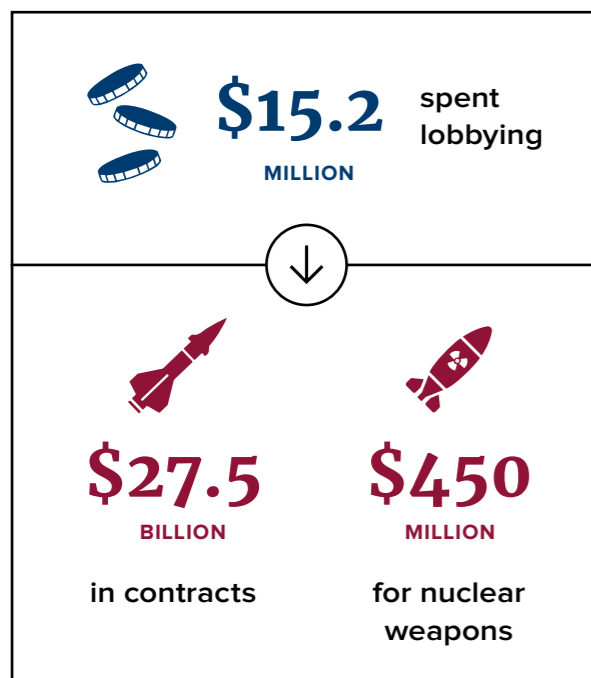 $15.2
MILLION
spent
lobbying
$27.5
BILLION
in contracts
$450
MILLION
for nuclear
weapons